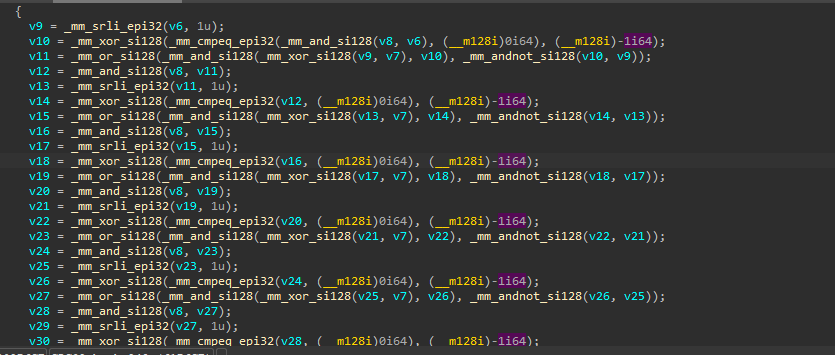 {
v9 = _mm_srli_epi32(v6, 1u);
v10 = _mm_xor_si128(_mm_cmpeq_epi32(_mm_and_si128(v8, v6), (__m128i)0i64), (__m128i)-1i64);
v11 = _mm_or_si128(_mm_and_si128(_mm_xor_si128(v9, v7), v10), _mm_andnot_si128(v10, v9));
v12 = _mm_and_si128(v8, v11);
v13 = _mm_srli_epi32(v11, 1u);
v14 = _mm_xor_si128(_mm_cmpeq_epi32(v12, (__m128i)0i64), (__m128i)-1i64);
v15 = _mm_or_si128(_mm_and_si128(_mm_xor_si128(v13, v7), v14), _mm_andnot_si128(v14, v13));
v16 = _mm_and_si128(v8, v15);
v17 = _mm_srli_epi32(v15, 1u);
v18 = _mm_xor_si128(_mm_cmpeq_epi32(v16, (__m128i)0i64), (__m128i)-1i64);
v19 = _mm_or_si128(_mm_and_si128(_mm_xor_si128(v17, v7), v18), _mm_andnot_si128(v18, v17));
v20 = _mm_and_si128(v8, v19);
v21 = _mm_srli_epi32(v19, 1u);
v22 = _mm_xor_si128(_mm_cmpeq_epi32(v20, (__m128i)0i64), (__m128i)-1i64);
v23 = _mm_or_si128(_mm_and_si128(_mm_xor_si128(v21, v7), v22), _mm_andnot_si128(v22, v21));
v24 = _mm_and_si128(v8, v23);
v25 = _mm_srli_epi32(v23, 1u);
v26 = _mm_xor_si128(_mm_cmpeq_epi32(v24, (__m128i)0i64), (__m128i)-1i64);
v27 = _mm_or_si128(_mm_and_si128(_mm_xor_si128(v25, v7), v26), _mm_andnot_si128(v26, v25));
v28 = _mm_and_si128(v8, v27);
v29 = _mm_srli_epi32(v27, 1u);
v30 = _mm_xor_si128(_mm_cmpeq_epi32(v28, (__m128i)0i64), (__m128i)-1i64);